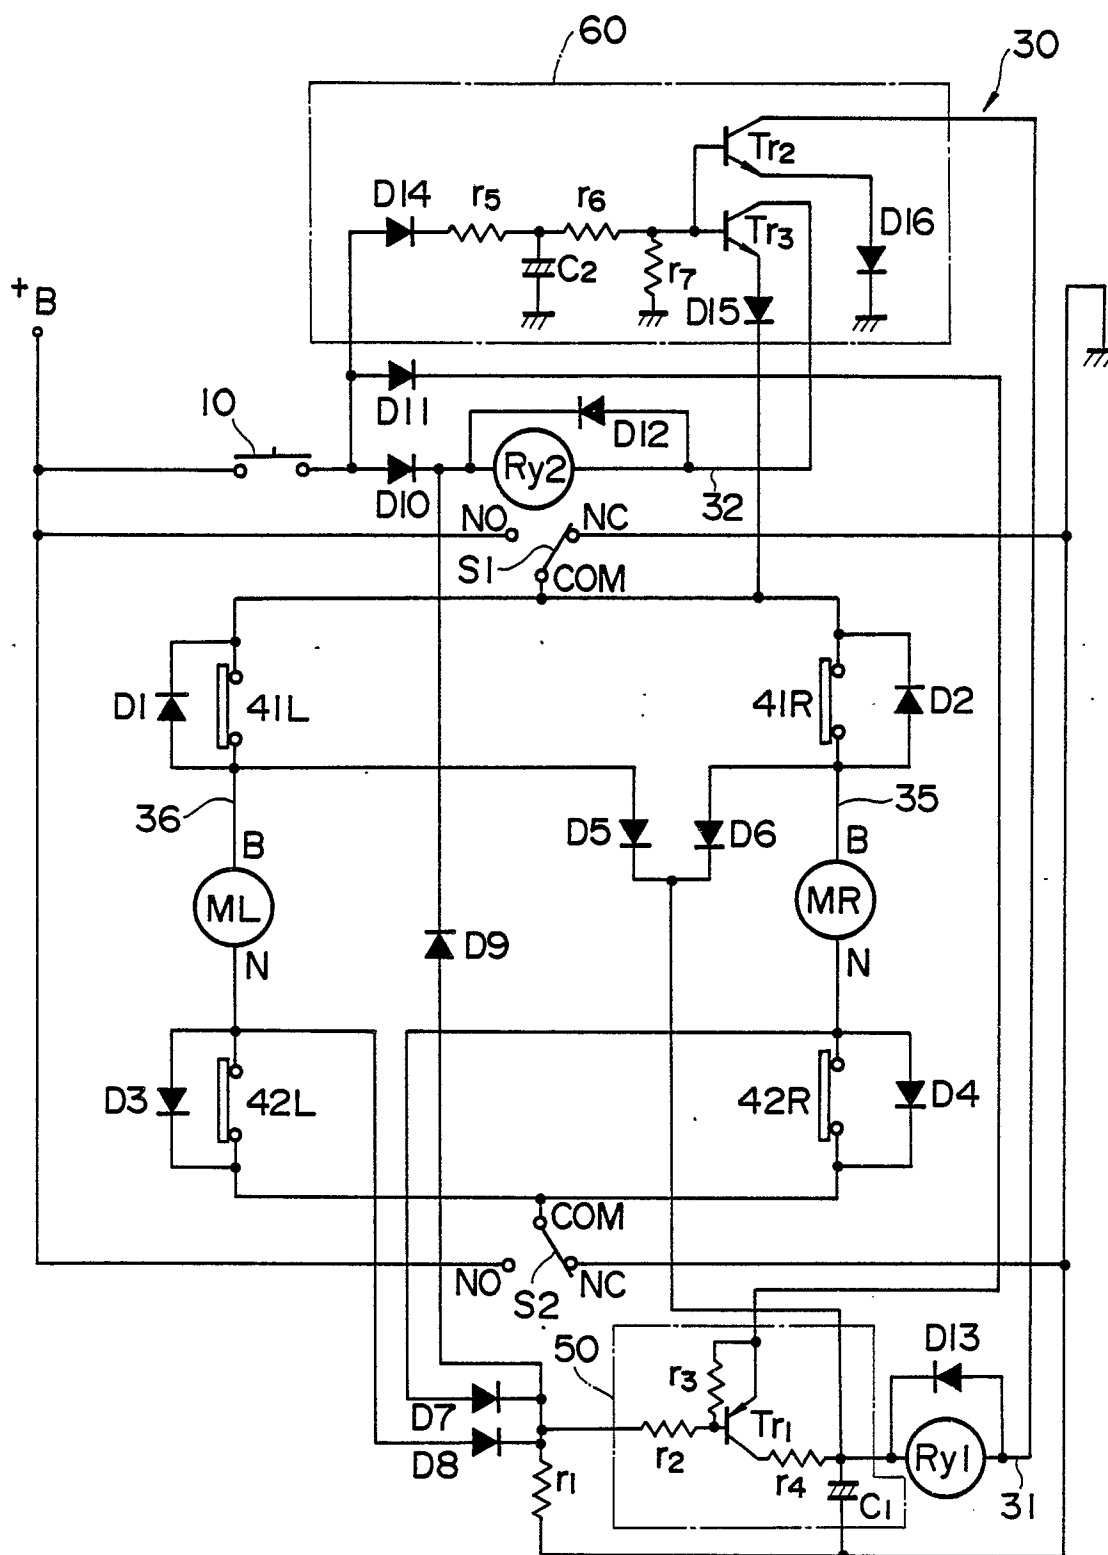 60
30
Tr2
D14
r5
r6
Tr3
D16
C2
r7
D15
+B
10
D11
D12
Ry2
D10
32
NO
NC
S1
COM
D1
41L
41R
D2
36
35
B
D5
D6
B
ML
MR
N
D9
N
D3
42L
42R
D4
COM
NO
S2
NC
50
D13
r3
D7
Tr1
r2
D8
r4
Ry1
r1
C1
31